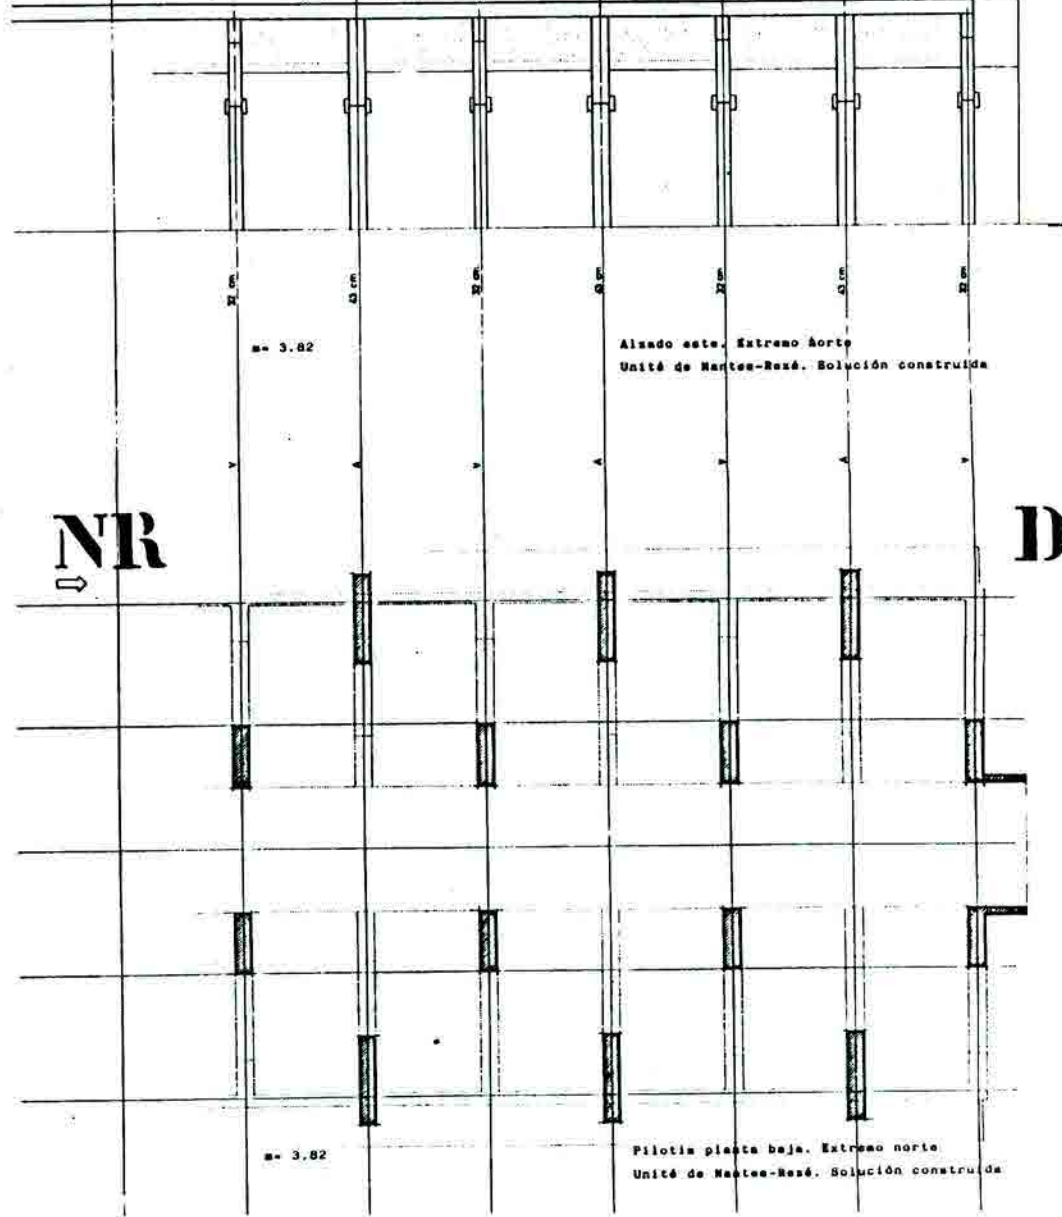 32 cm 43 cm 32 cm 43 cm 32 cm 43 cm 32 cm
m= 3.82
Alzado este. Extremo norte
Unité de Nantes-Rezé. Solución construida
V A V A V A V
NR D
m= 3.82
Pilotis planta baja. Extremo norte
Unité de Nantes-Rezé. Solución construida